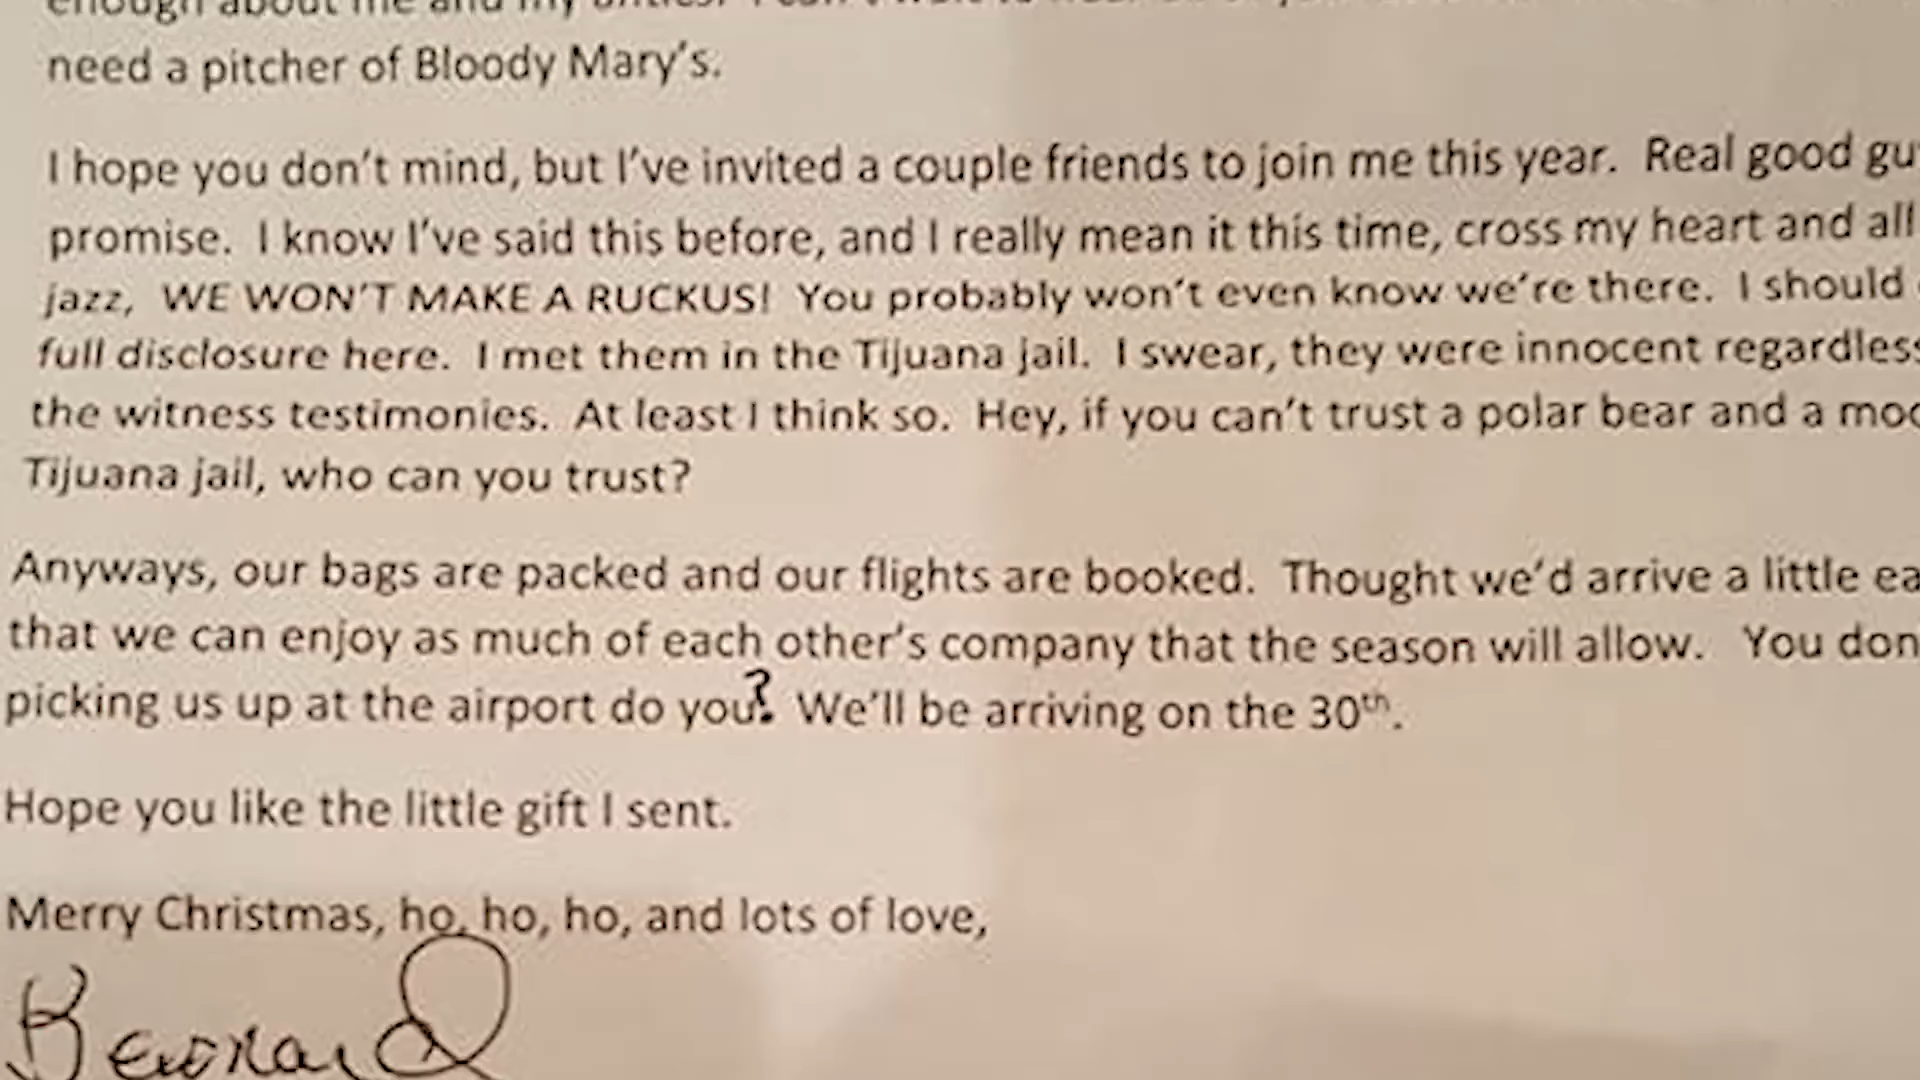 enough about me and my
need a pitcher of Bloody Mary's.
I hope you don't mind, but I've invited a couple friends to join me this year. Real good
promise. I know I've said this before, and I really mean it this time, cross my heart and all
jazz, WE WON'T MAKE A RUCKUS! You probably won't even know we're there. I should
full disclosure here. I met them in the Tijuana jail. I swear, they were innocent regardless
the witness testimonies. At least I think so. Hey, if you can't trust a polar bear and a
Tijuana jail, who can you trust?
Anyways, our bags are packed and our flights are booked. Thought we'd arrive a little
that we can enjoy as much of each other's company that the season will allow. You don
picking us up at the airport do you? We'll be arriving on the 30th.
Hope you like the little gift I sent.
Merry Christmas, ho, ho, ho, and lots of love,
Bernard